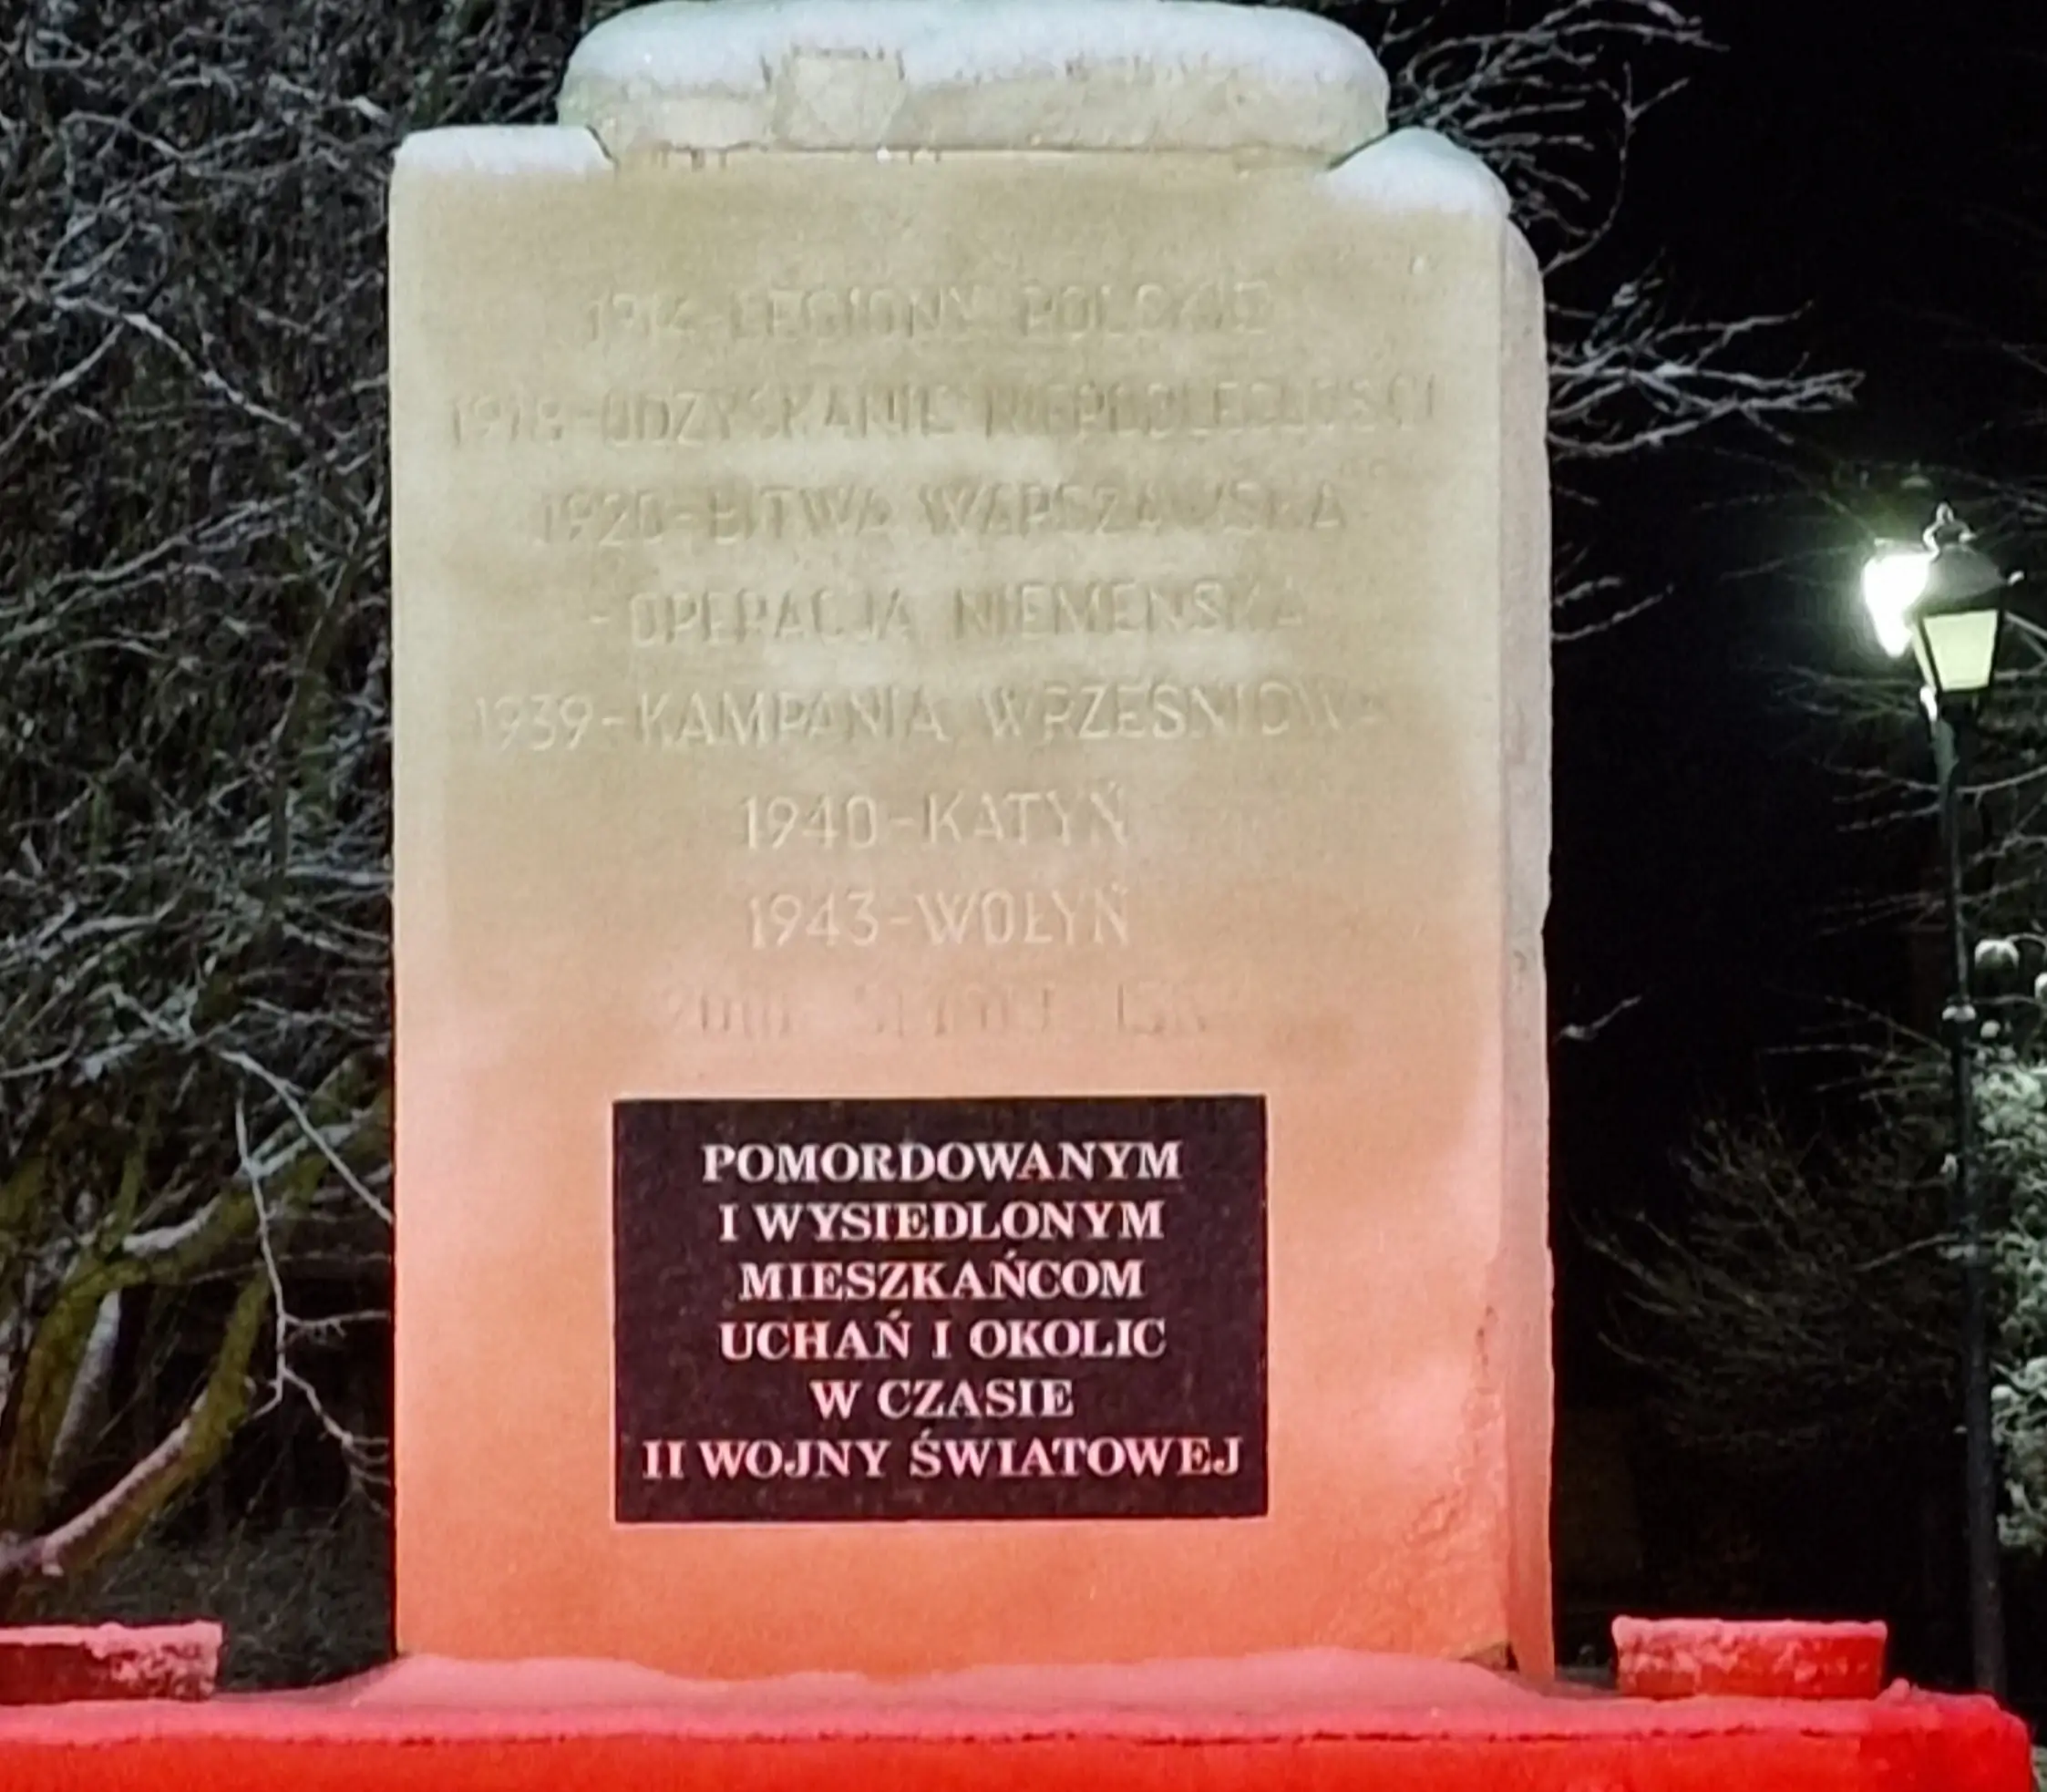 1914-LEGIONY POLSKIE
1918-ODZYSKANIE NIEPODLEGŁOŚCI
1920-BITWA WARSZAWSKA
-OPERACJA NIEMEŃSKA
1939-KAMPANIA WRZEŚNIOWA
1940-KATYŃ
1943-WOŁYŃ
POMORDOWANYM
I WYSIEDLONYM
MIESZKAŃCOM
UCHAŃ I OKOLIC
W CZASIE
II WOJNY ŚWIATOWEJ